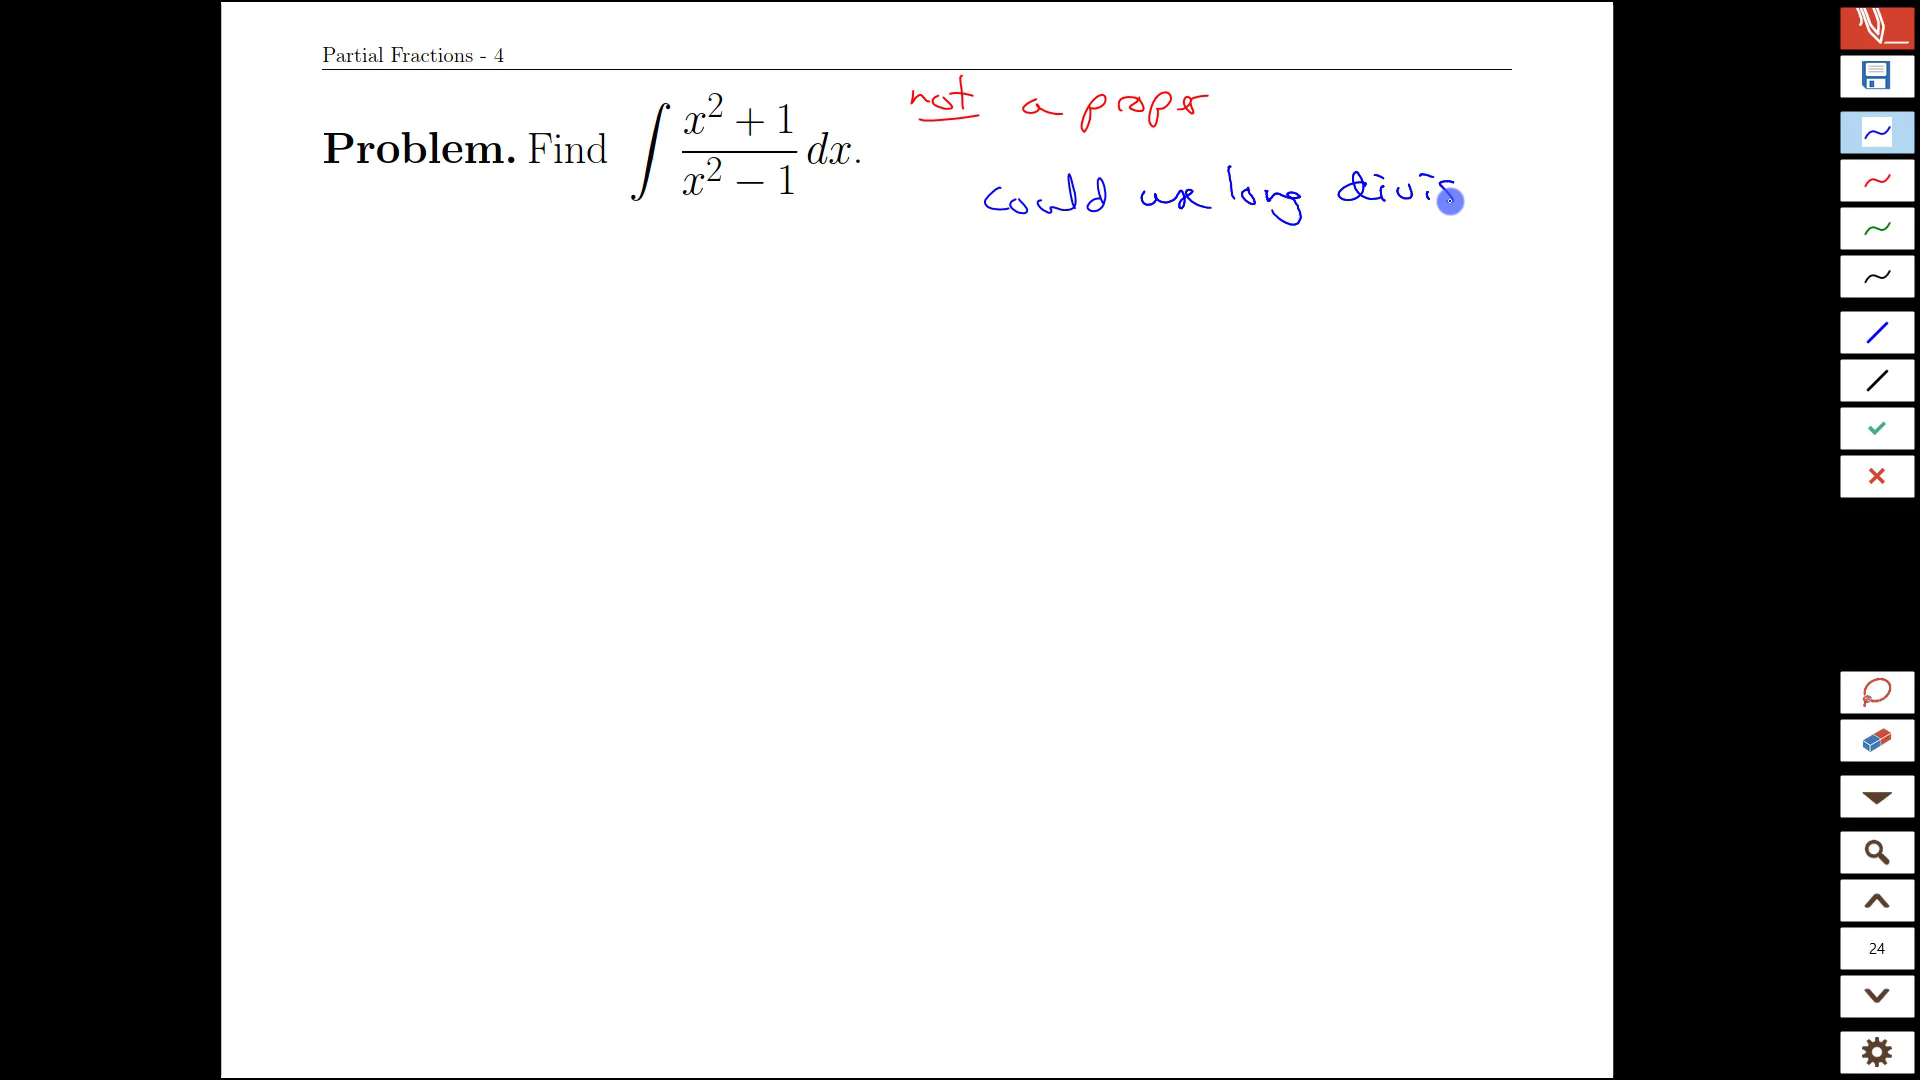 Partial Fractions - 4
Problem. Find ∫ (x² + 1)/(x² − 1) dx.
not a proper
could use long divis
24